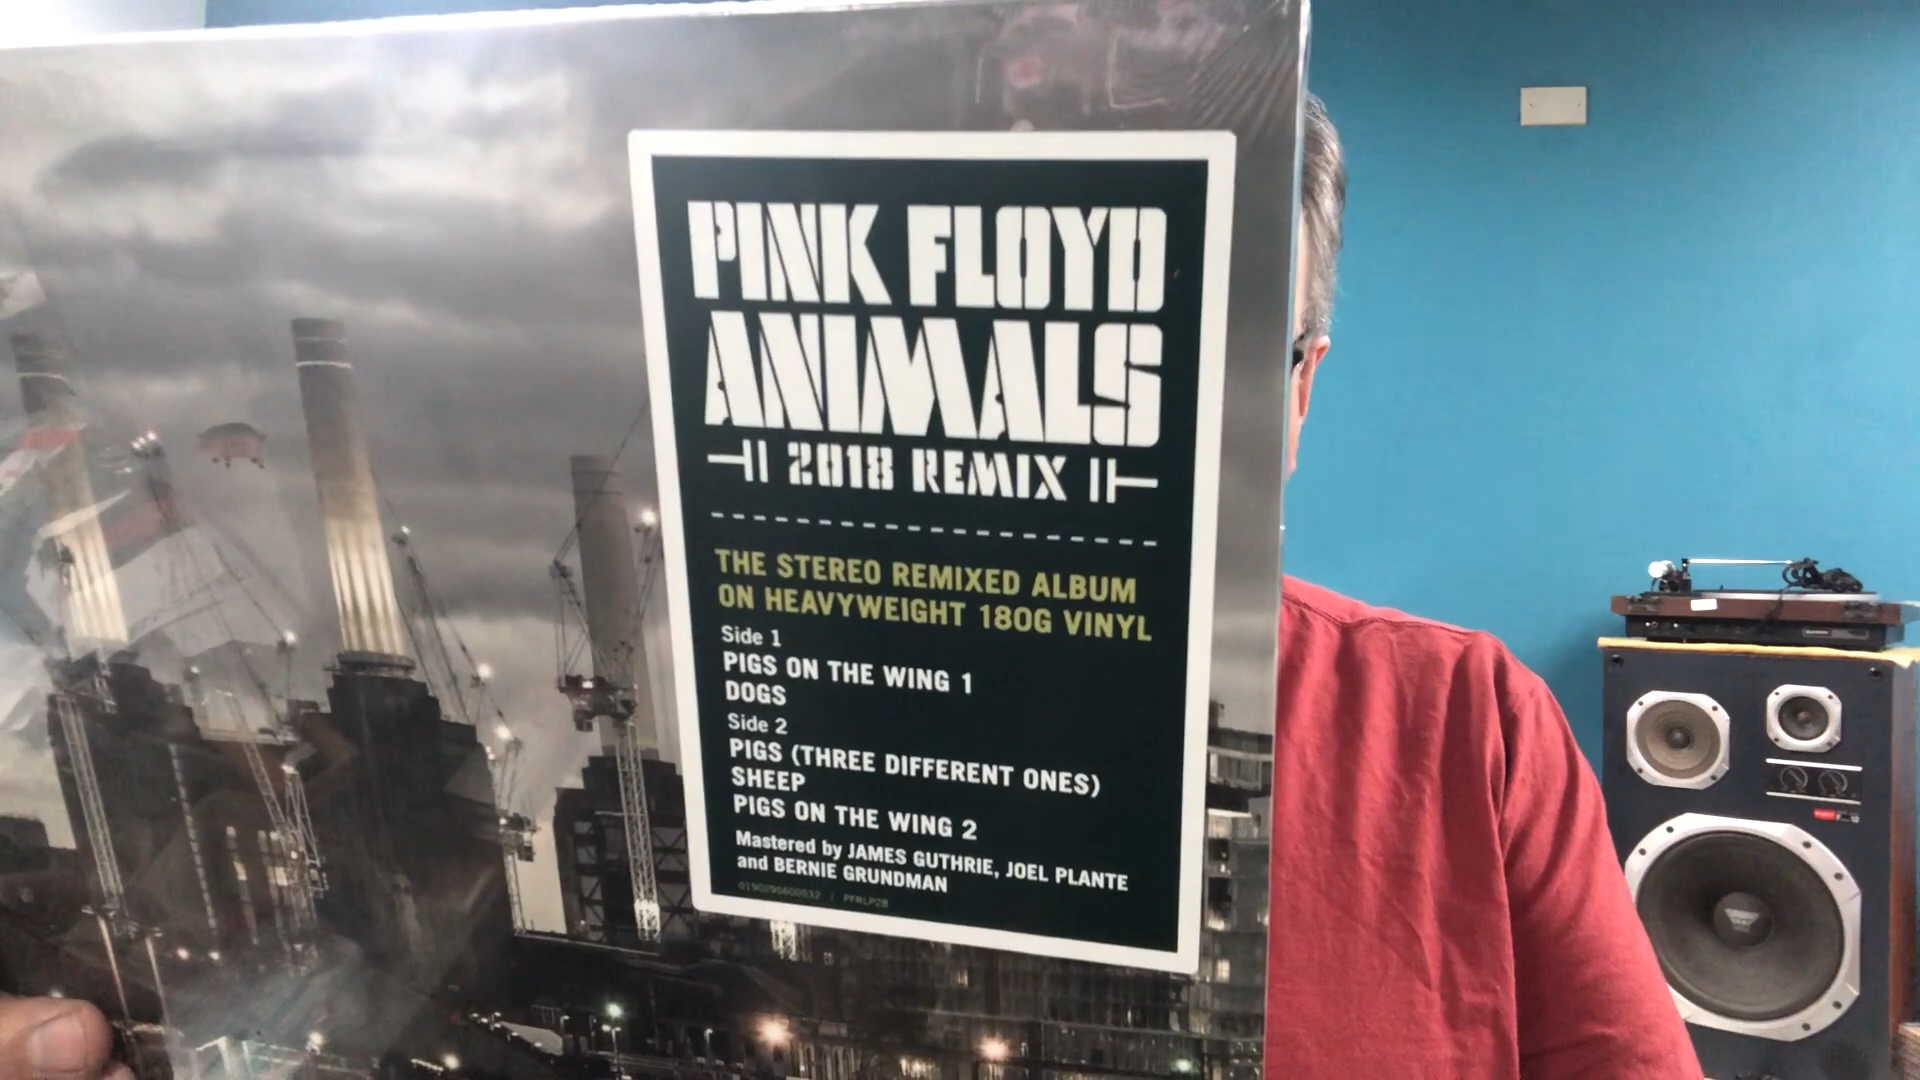 PINK FLOYD
ANIMALS
2018 REMIX
THE STEREO REMIXED ALBUM
ON HEAVYWEIGHT 180G VINYL
Side 1
PIGS ON THE WING 1
DOGS
Side 2
PIGS (THREE DIFFERENT ONES)
SHEEP
PIGS ON THE WING 2
Mastered by JAMES GUTHRIE, JOEL PLANTE
and BERNIE GRUNDMAN
0190295600532 / PFRLP28